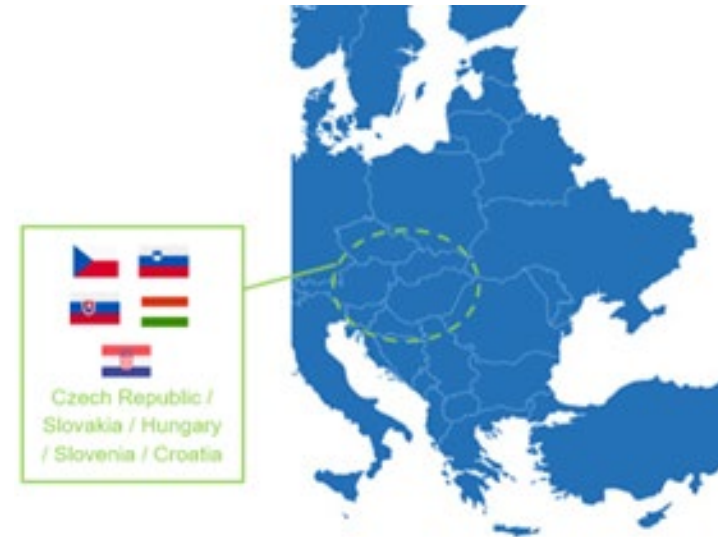 Czech Republic /
Slovakia / Hungary
/ Slovenia / Croatia